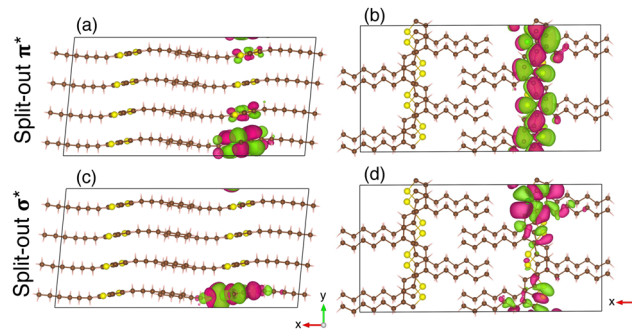 (a)
(b)
Split-out π*
(c)
(d)
Split-out σ*
y
x
x